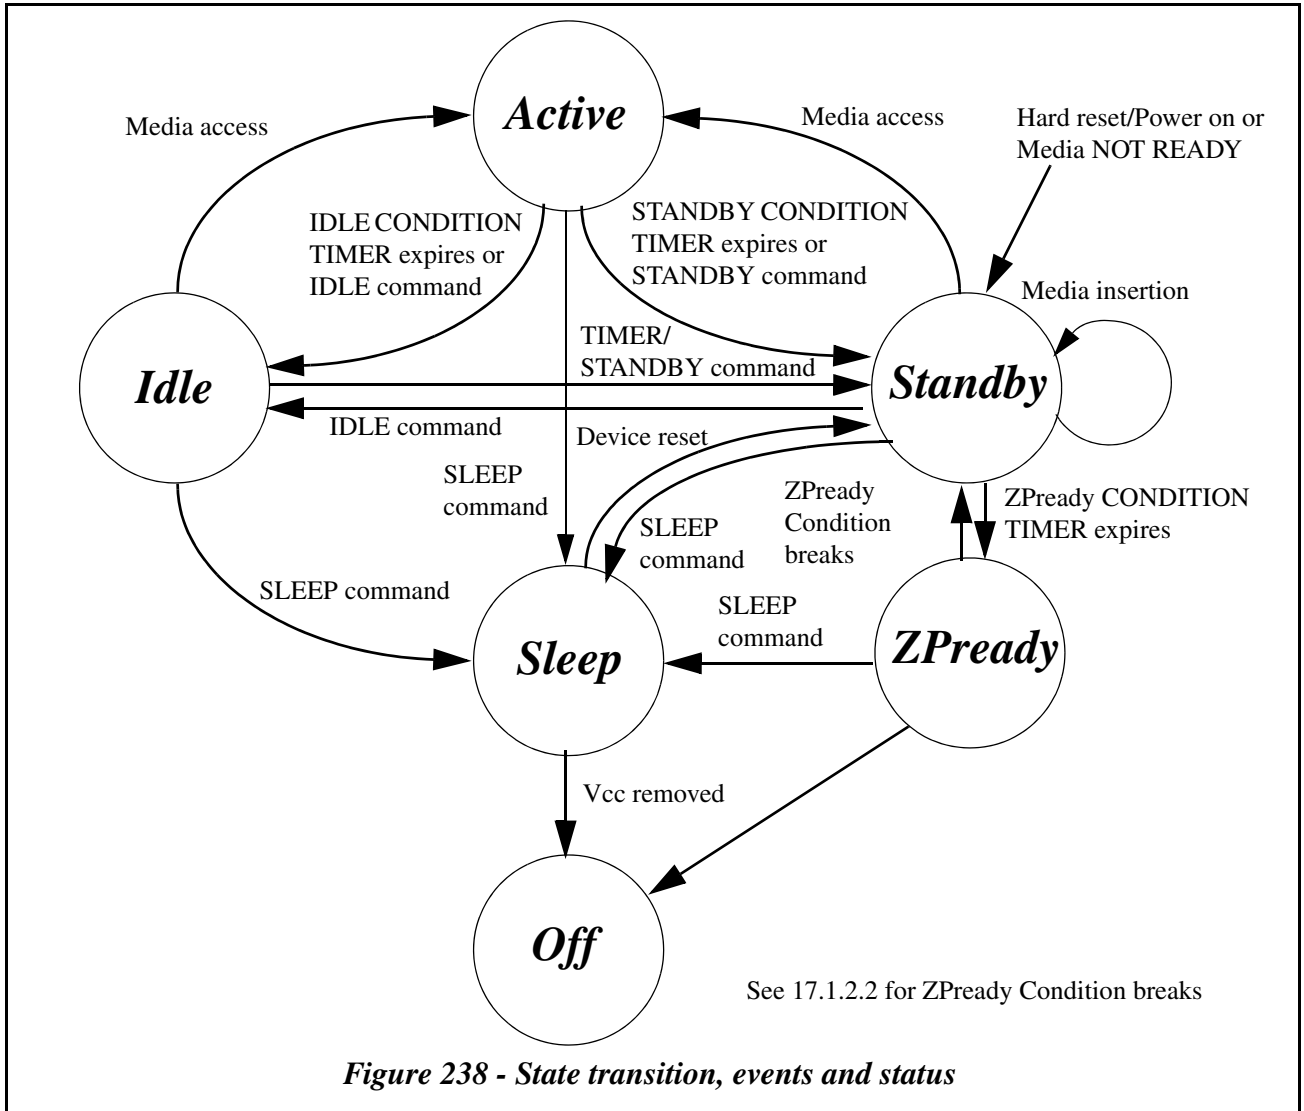 Active
Media access
Media access
Hard reset/Power on or
Media NOT READY
IDLE CONDITION
TIMER expires or
IDLE command
STANDBY CONDITION
TIMER expires or
STANDBY command
Media insertion
TIMER/
STANDBY command
Idle
Standby
IDLE command
Device reset
SLEEP
command
ZPready
Condition
breaks
ZPready CONDITION
TIMER expires
SLEEP
command
SLEEP command
SLEEP
command
Sleep
ZPready
Vcc removed
Off
See 17.1.2.2 for ZPready Condition breaks
Figure 238 - State transition, events and status